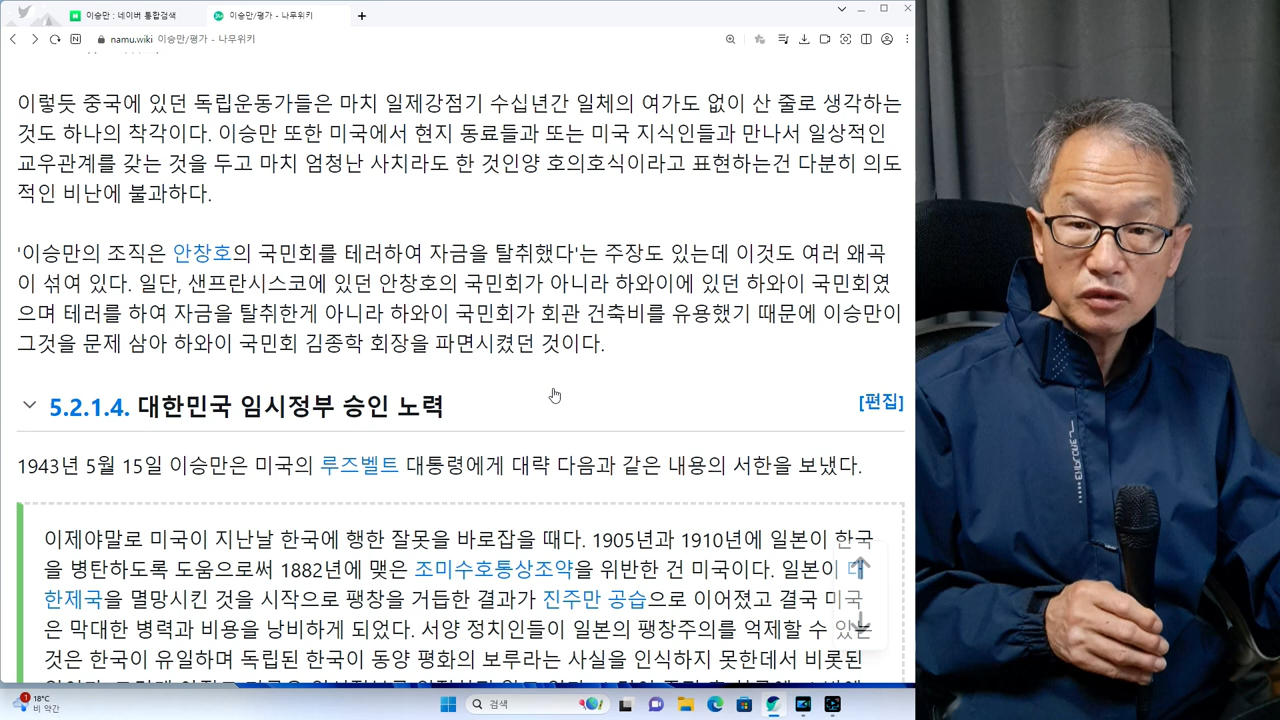 이승만 : 네이버 통합검색
이승만/평가 - 나무위키
namu.wiki 이승만/평가 - 나무위키
이렇듯 중국에 있던 독립운동가들은 마치 일제강점기 수십년간 일체의 여가도 없이 산 줄로 생각하는
것도 하나의 착각이다. 이승만 또한 미국에서 현지 동료들과 또는 미국 지식인들과 만나서 일상적인
교우관계를 갖는 것을 두고 마치 엄청난 사치라도 한 것인양 호의호식이라고 표현하는건 다분히 의도
적인 비난에 불과하다.
'이승만의 조직은 안창호의 국민회를 테러하여 자금을 탈취했다'는 주장도 있는데 이것도 여러 왜곡
이 섞여 있다. 일단, 샌프란시스코에 있던 안창호의 국민회가 아니라 하와이에 있던 하와이 국민회였
으며 테러를 하여 자금을 탈취한게 아니라 하와이 국민회가 회관 건축비를 유용했기 때문에 이승만이
그것을 문제 삼아 하와이 국민회 김종학 회장을 파면시켰던 것이다.
5.2.1.4. 대한민국 임시정부 승인 노력
[편집]
1943년 5월 15일 이승만은 미국의 루즈벨트 대통령에게 대략 다음과 같은 내용의 서한을 보냈다.
이제야말로 미국이 지난날 한국에 행한 잘못을 바로잡을 때다. 1905년과 1910년에 일본이 한국
을 병탄하도록 도움으로써 1882년에 맺은 조미수호통상조약을 위반한 건 미국이다. 일본이 대
한제국을 멸망시킨 것을 시작으로 팽창을 거듭한 결과가 진주만 공습으로 이어졌고 결국 미국
은 막대한 병력과 비용을 낭비하게 되었다. 서양 정치인들이 일본의 팽창주의를 억제할 수 있는
것은 한국이 유일하며 독립된 한국이 동양 평화의 보루라는 사실을 인식하지 못한데서 비롯된
1
18°C
비 약간
검색